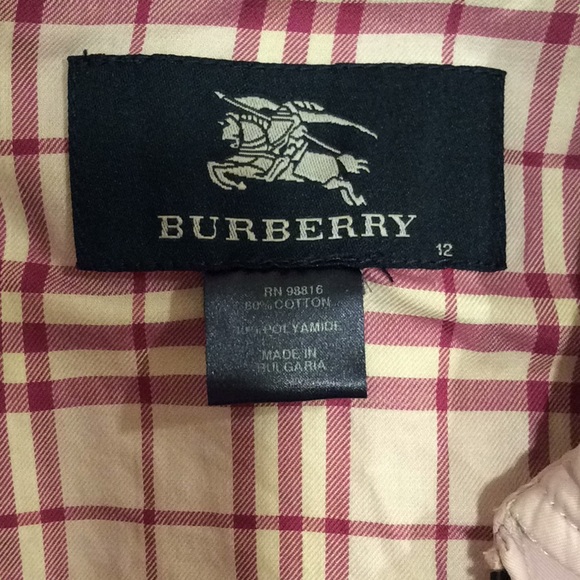 BURBERRY
12
RN 98816
60% COTTON
POLYAMIDE
MADE IN
BULGARIA